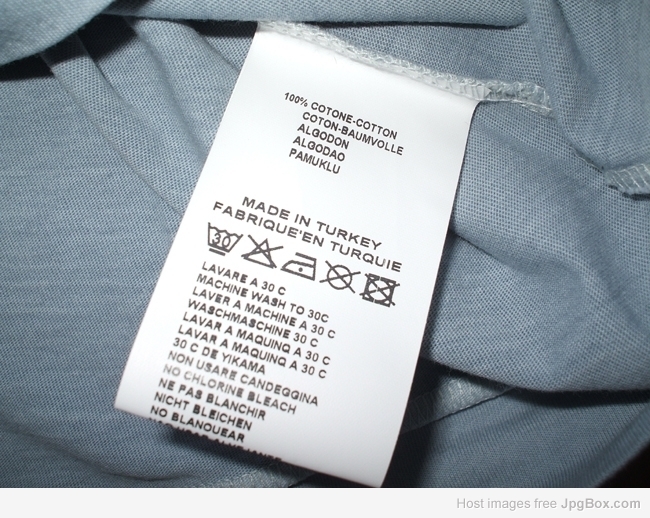 100% COTONE-COTTON
COTON-BAUMVOLLE
ALGODON
ALGODAO
PAMUKLU
MADE IN TURKEY
FABRIQUE'EN TURQUIE
30
LAVARE A 30 C
MACHINE WASH TO 30C
LAVER A MACHINE A 30 C
WASCHMASCHINE 30 C
LAVAR A MAQUINA A 30 C
LAVAR A MAQUINQ A 30 C
30 C DE YIKAMA
NON USARE CANDEGGINA
NO CHLORINE BLEACH
NE PAS BLANCHIR
NICHT BLEICHEN
NO BLANQUEAR
Host images free JpgBox.com